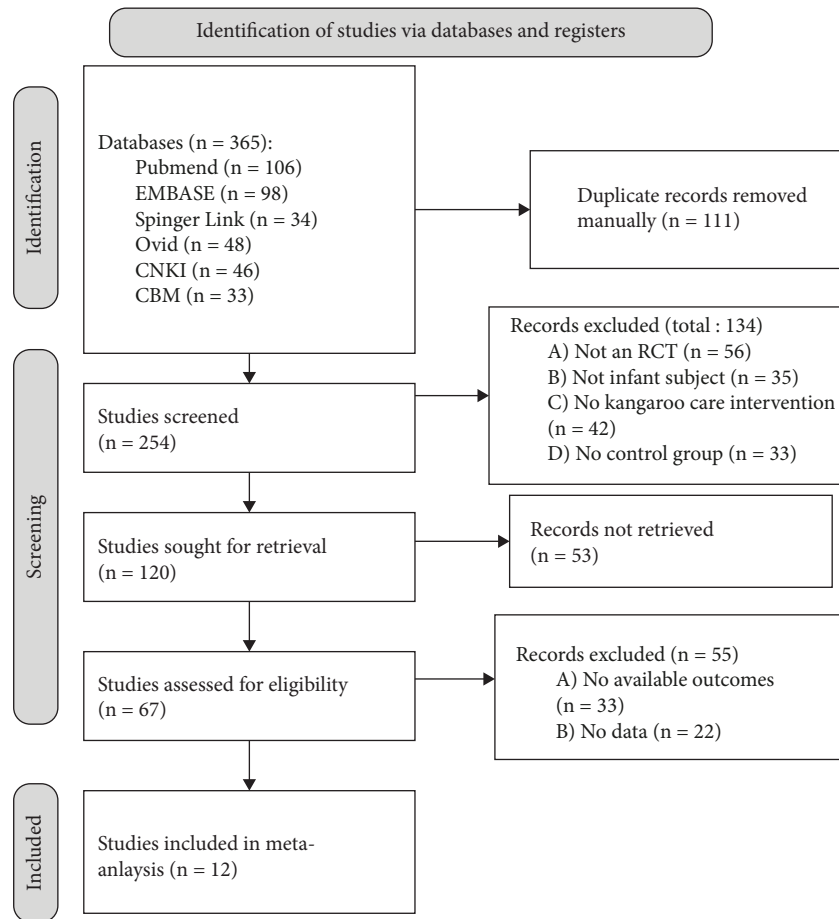 Identification of studies via databases and registers
Identification
Databases (n = 365):
Pubmend (n = 106)
EMBASE (n = 98)
Spinger Link (n = 34)
Ovid (n = 48)
CNKI (n = 46)
CBM (n = 33)
Duplicate records removed
manually (n = 111)
Screening
Studies screened
(n = 254)
Records excluded (total : 134)
A) Not an RCT (n = 56)
B) Not infant subject (n = 35)
C) No kangaroo care intervention
(n = 42)
D) No control group (n = 33)
Studies sought for retrieval
(n = 120)
Records not retrieved
(n = 53)
Studies assessed for eligibility
(n = 67)
Records excluded (n = 55)
A) No available outcomes
(n = 33)
B) No data (n = 22)
Included
Studies included in meta-
anlaysis (n = 12)